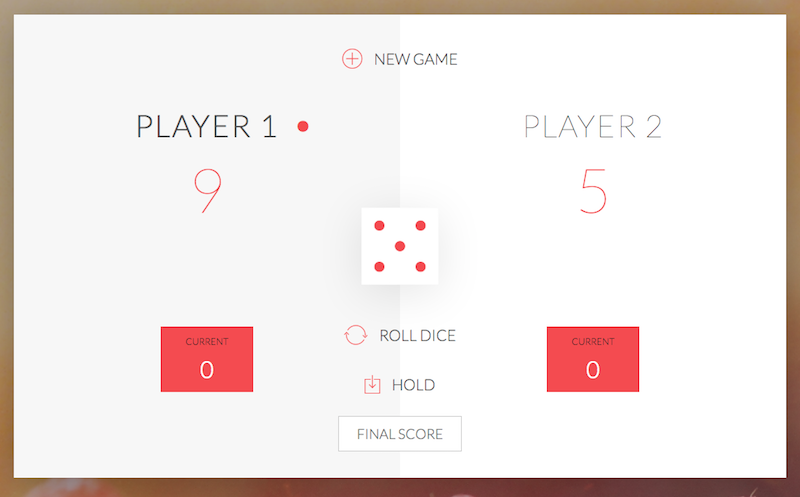 NEW GAME
PLAYER 1
9
PLAYER 2
5
CURRENT
0
CURRENT
0
ROLL DICE
HOLD
FINAL SCORE